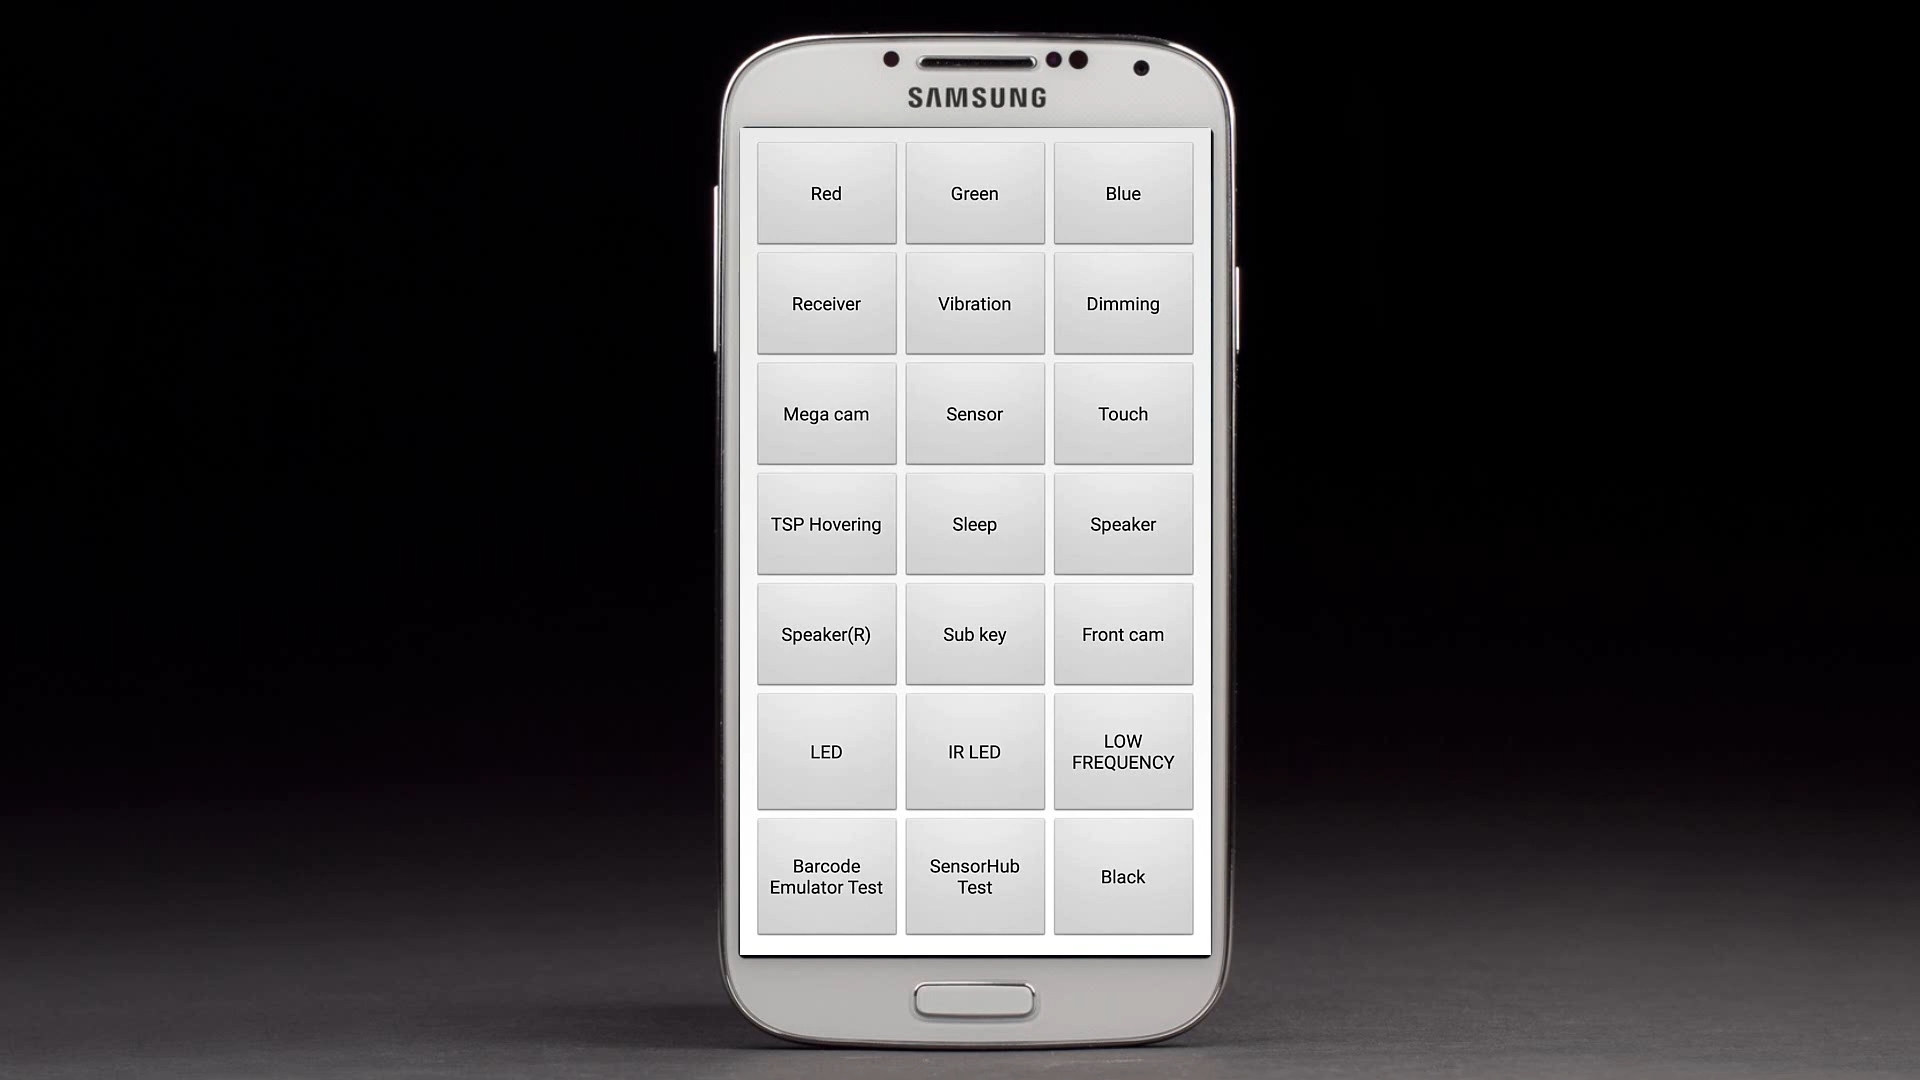 SAMSUNG
Red
Green
Blue
Receiver
Vibration
Dimming
Mega cam
Sensor
Touch
TSP Hovering
Sleep
Speaker
Speaker(R)
Sub key
Front cam
LED
IR LED
LOW
FREQUENCY
Barcode
Emulator Test
SensorHub
Test
Black